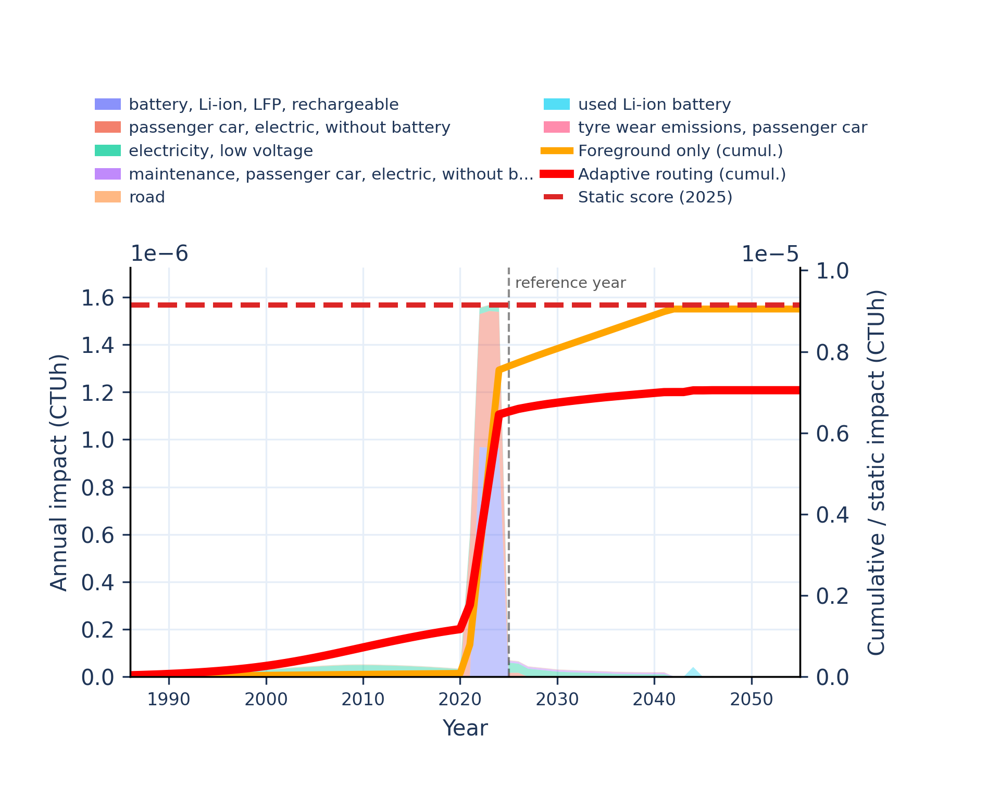 battery, Li-ion, LFP, rechargeable
passenger car, electric, without battery
electricity, low voltage
maintenance, passenger car, electric, without b...
road
used Li-ion battery
tyre wear emissions, passenger car
Foreground only (cumul.)
Adaptive routing (cumul.)
Static score (2025)
1e−6
1e−5
reference year
Annual impact (CTUh)
1.6
1.4
1.2
1.0
0.8
0.6
0.4
0.2
0.0
1.0
0.8
0.6
0.4
0.2
0.0
Cumulative / static impact (CTUh)
1990 2000 2010 2020 2030 2040 2050
Year